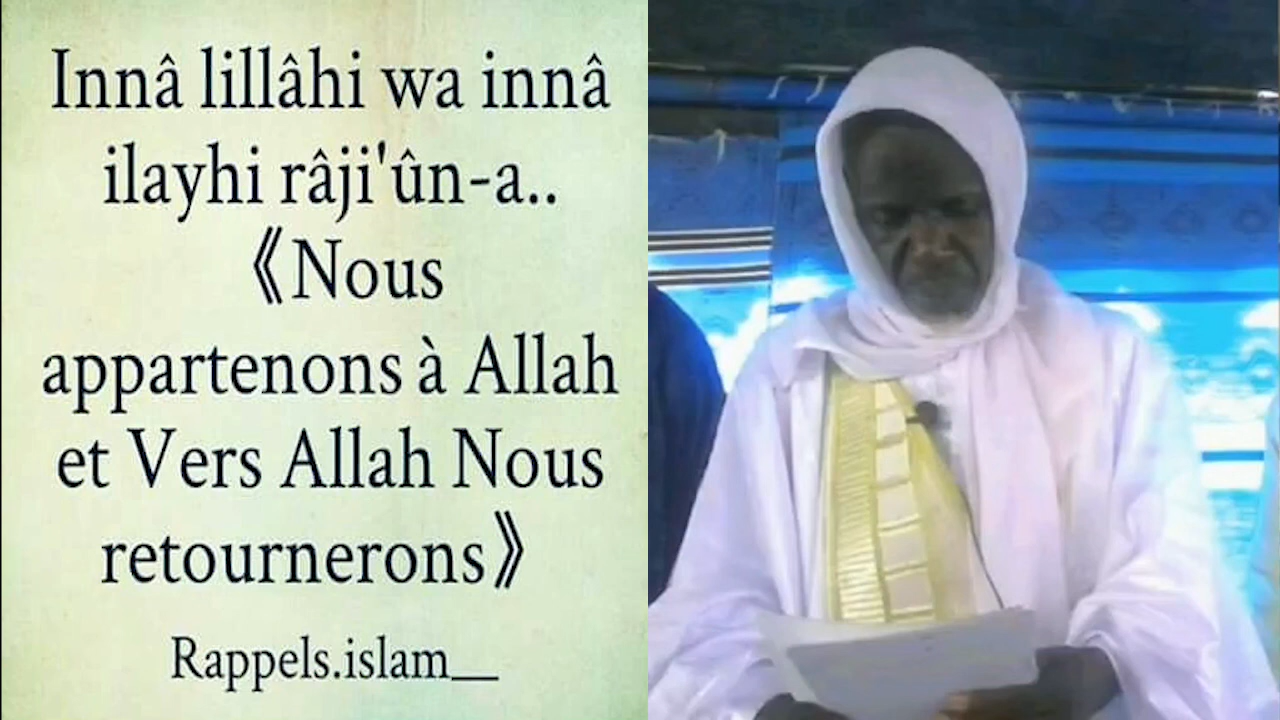 Innâ lillâhi wa innâ
ilayhi râji'ûn-a..
《Nous
appartenons à Allah
et Vers Allah Nous
retournerons》
Rappels.islam__